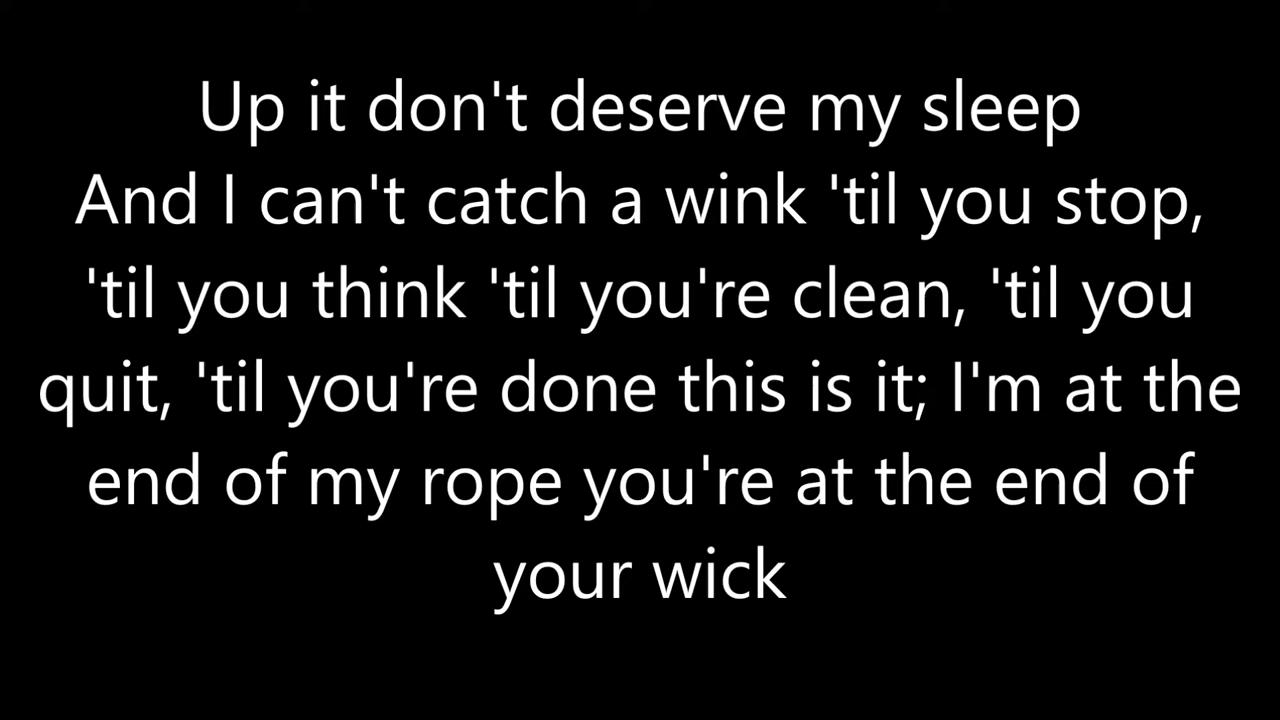 Up it don't deserve my sleep
And I can't catch a wink 'til you stop,
'til you think 'til you're clean, 'til you
quit, 'til you're done this is it; I'm at the
end of my rope you're at the end of
your wick